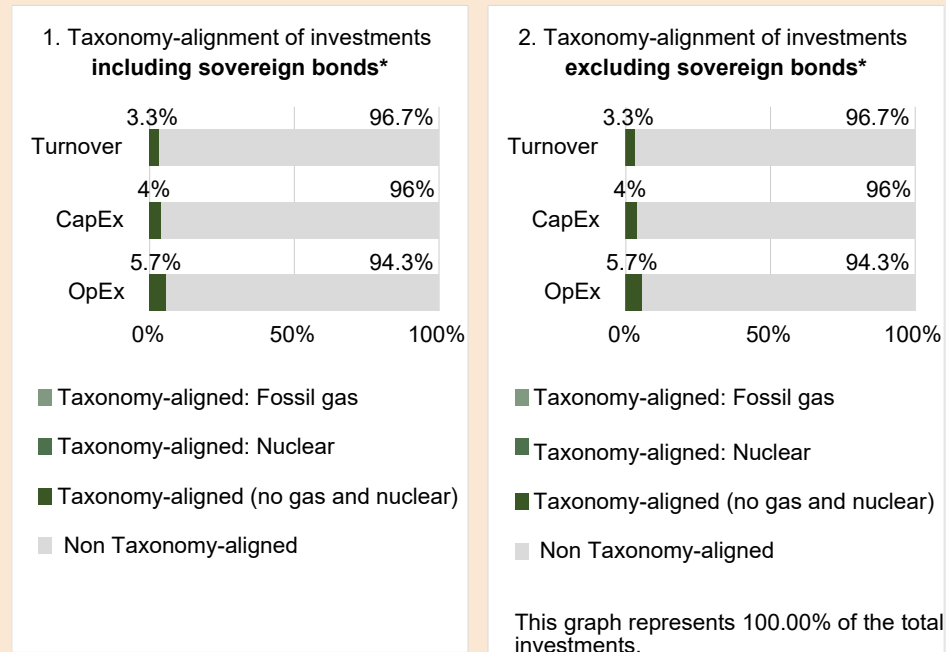 1. Taxonomy-alignment of investments
including sovereign bonds*
3.3% 96.7%
Turnover
4% 96%
CapEx
5.7% 94.3%
OpEx
0% 50% 100%
Taxonomy-aligned: Fossil gas
Taxonomy-aligned: Nuclear
Taxonomy-aligned (no gas and nuclear)
Non Taxonomy-aligned
2. Taxonomy-alignment of investments
excluding sovereign bonds*
3.3% 96.7%
Turnover
4% 96%
CapEx
5.7% 94.3%
OpEx
0% 50% 100%
Taxonomy-aligned: Fossil gas
Taxonomy-aligned: Nuclear
Taxonomy-aligned (no gas and nuclear)
Non Taxonomy-aligned
This graph represents 100.00% of the total
investments.